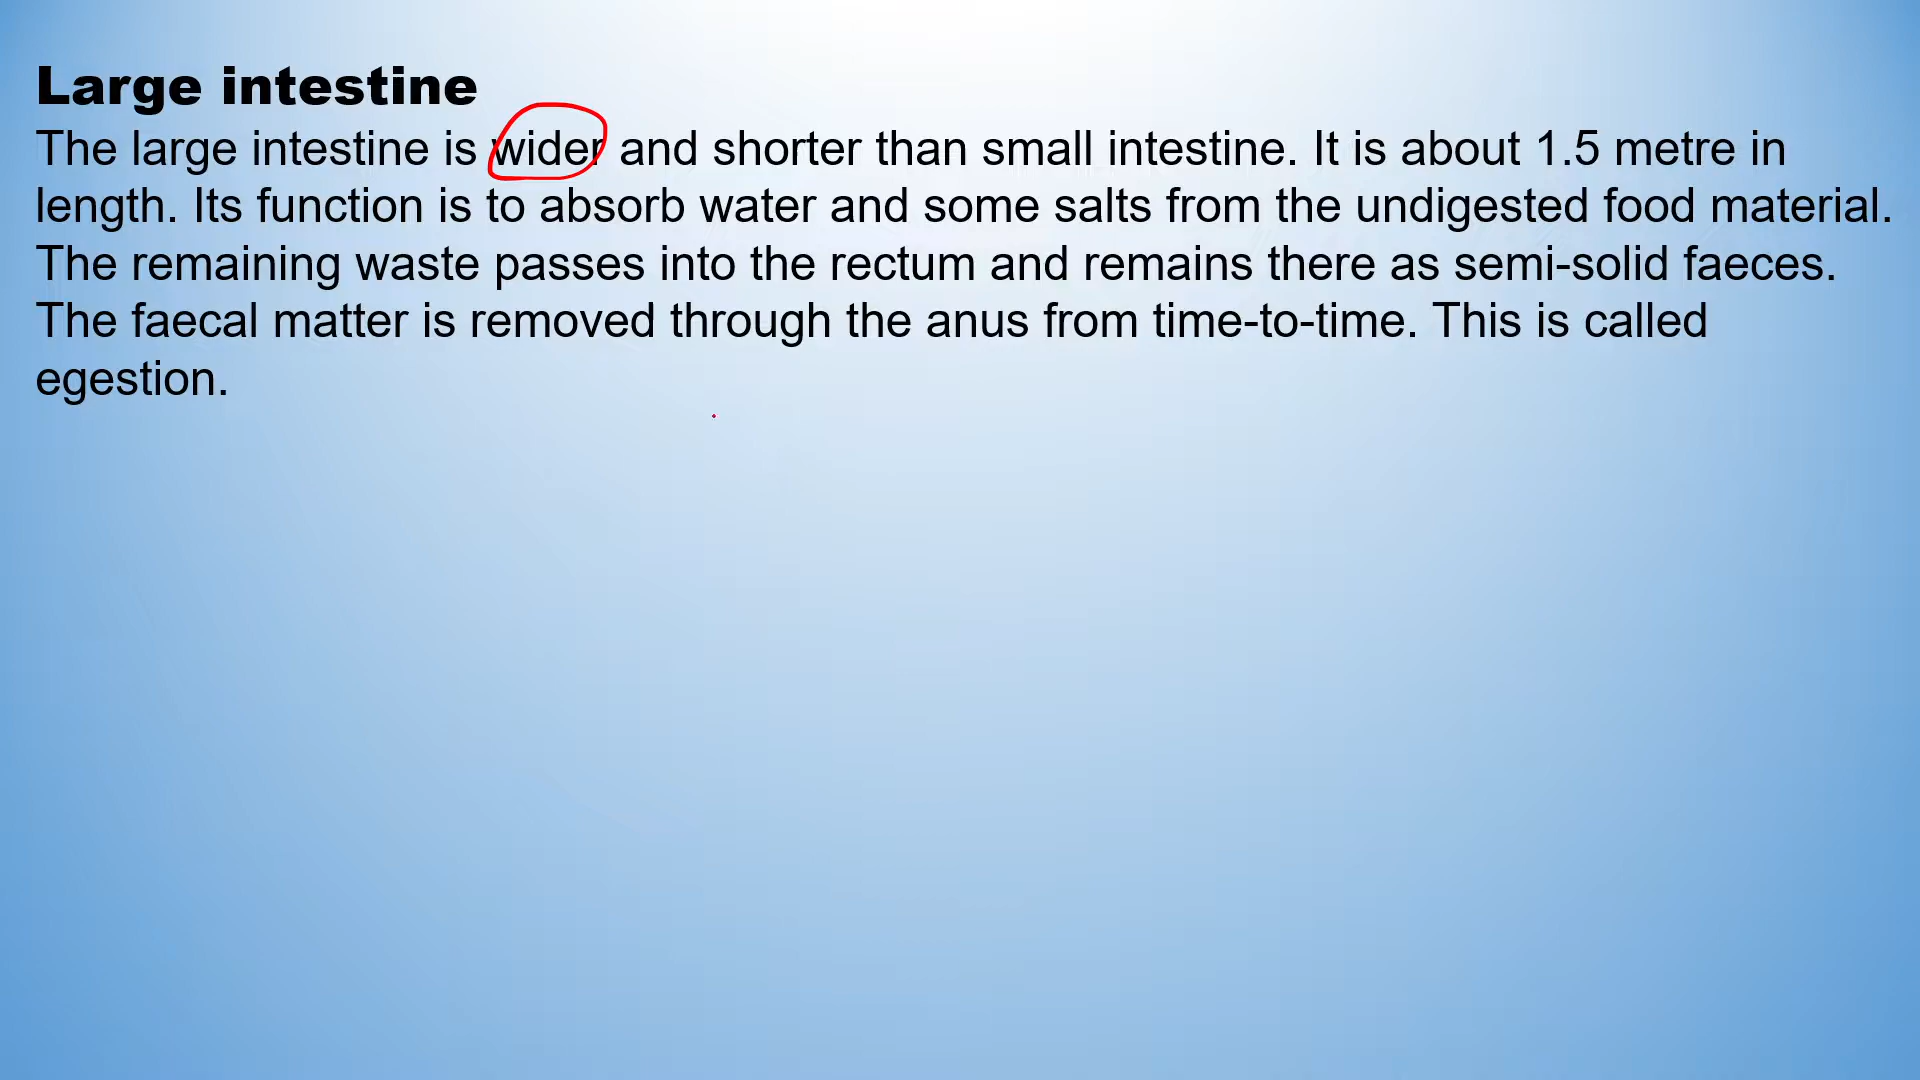 Large intestine
The large intestine is wider and shorter than small intestine. It is about 1.5 metre in
length. Its function is to absorb water and some salts from the undigested food material.
The remaining waste passes into the rectum and remains there as semi-solid faeces.
The faecal matter is removed through the anus from time-to-time. This is called
egestion.